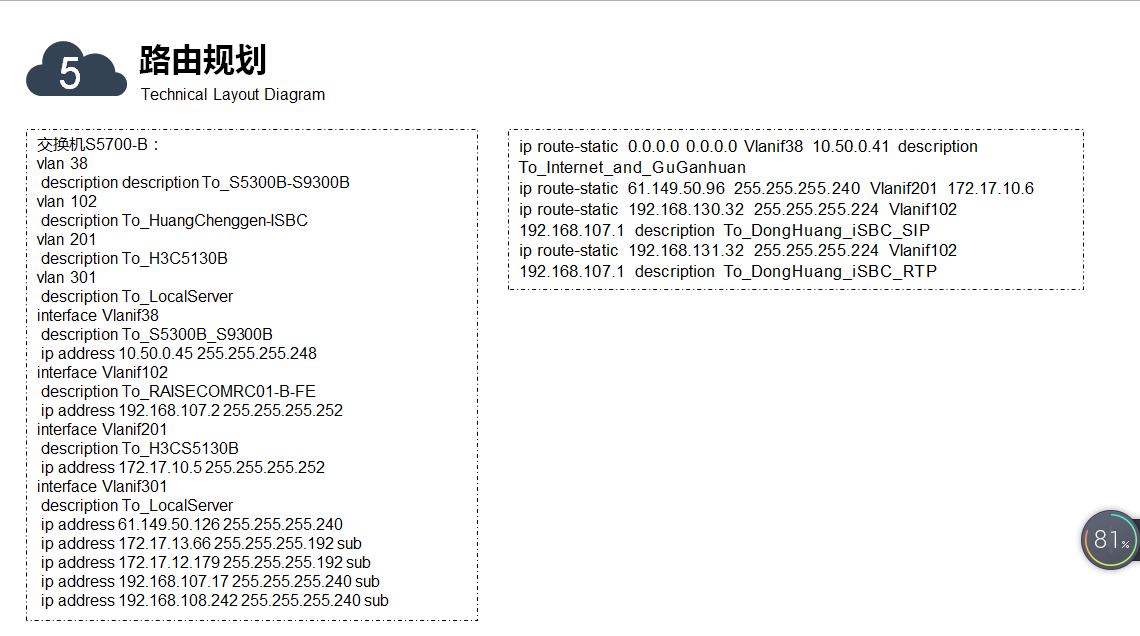 5
路由规划
Technical Layout Diagram
交换机S5700-B：
vlan 38
description description To_S5300B-S9300B
vlan 102
description To_HuangChenggen-ISBC
vlan 201
description To_H3C5130B
vlan 301
description To_LocalServer
interface Vlanif38
description To_S5300B_S9300B
ip address 10.50.0.45 255.255.255.248
interface Vlanif102
description To_RAISECOMRC01-B-FE
ip address 192.168.107.2 255.255.255.252
interface Vlanif201
description To_H3CS5130B
ip address 172.17.10.5 255.255.255.252
interface Vlanif301
description To_LocalServer
ip address 61.149.50.126 255.255.255.240
ip address 172.17.13.66 255.255.255.192 sub
ip address 172.17.12.179 255.255.255.192 sub
ip address 192.168.107.17 255.255.255.240 sub
ip address 192.168.108.242 255.255.255.240 sub
ip route-static 0.0.0.0 0.0.0.0 Vlanif38 10.50.0.41 description
To_Internet_and_GuGanhuan
ip route-static 61.149.50.96 255.255.255.240 Vlanif201 172.17.10.6
ip route-static 192.168.130.32 255.255.255.224 Vlanif102
192.168.107.1 description To_DongHuang_iSBC_SIP
ip route-static 192.168.131.32 255.255.255.224 Vlanif102
192.168.107.1 description To_DongHuang_iSBC_RTP
81%